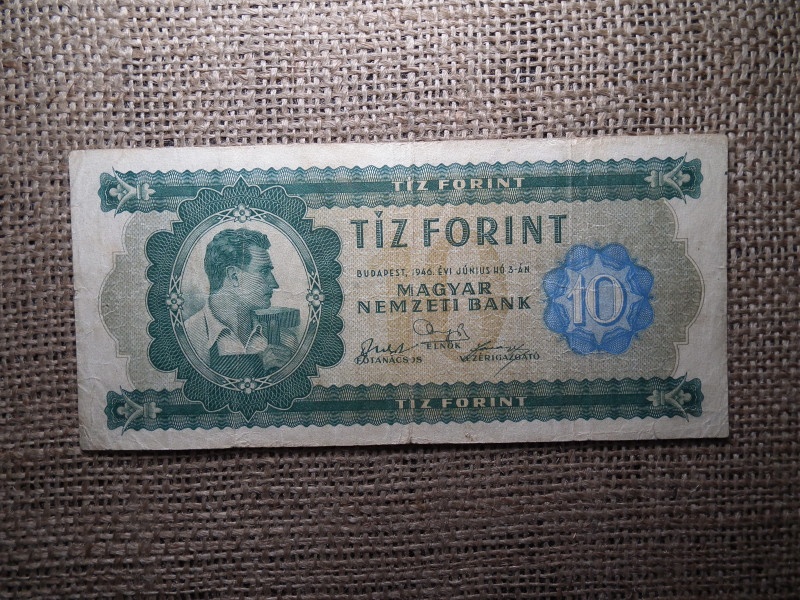 TÍZ FORINT
TÍZ FORINT
BUDAPEST, 1946. ÉVI JÚNIUS HÓ 3-ÁN
MAGYAR
NEMZETI BANK
ELNÖK
FŐTANÁCSOS VEZÉRIGAZGATÓ
10
TÍZ FORINT